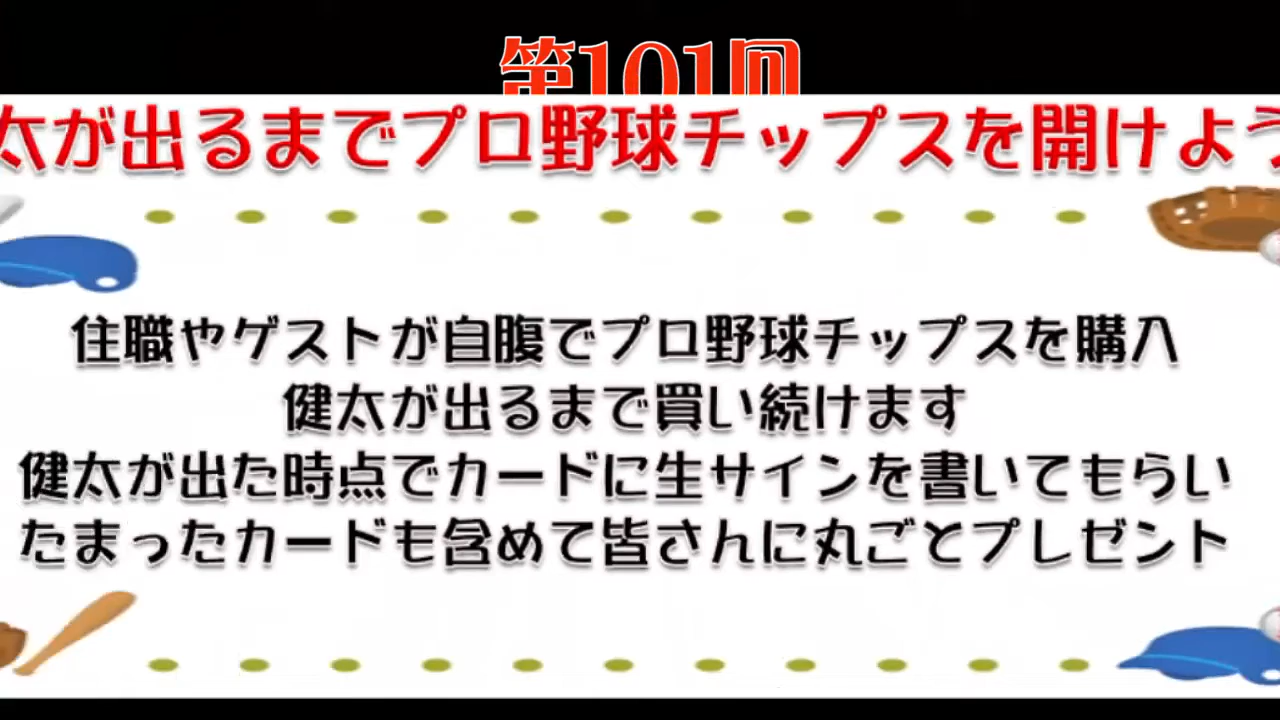 第101回
太が出るまでプロ野球チップスを開けよう
住職やゲストが自腹でプロ野球チップスを購入
健太が出るまで買い続けます
健太が出た時点でカードに生サインを書いてもらい
たまったカードも含めて皆さんに丸ごとプレゼント